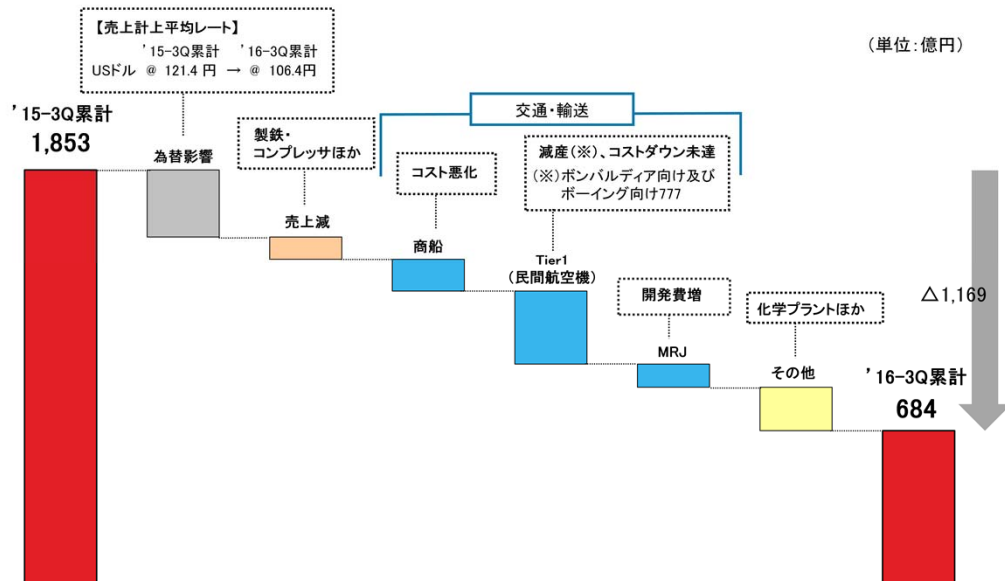 【売上計上平均レート】
'15-3Q累計 '16-3Q累計
USドル @ 121.4 円 → @ 106.4円
(単位:億円)
'15-3Q累計
1,853
為替影響
製鉄・
コンプレッサほか
売上減
交通・輸送
コスト悪化
商船
減産(※)、コストダウン未達
(※)ボンバルディア向け及び
ボーイング向け777
Tier1
(民間航空機)
開発費増
MRJ
化学プラントほか
その他
△1,169
'16-3Q累計
684